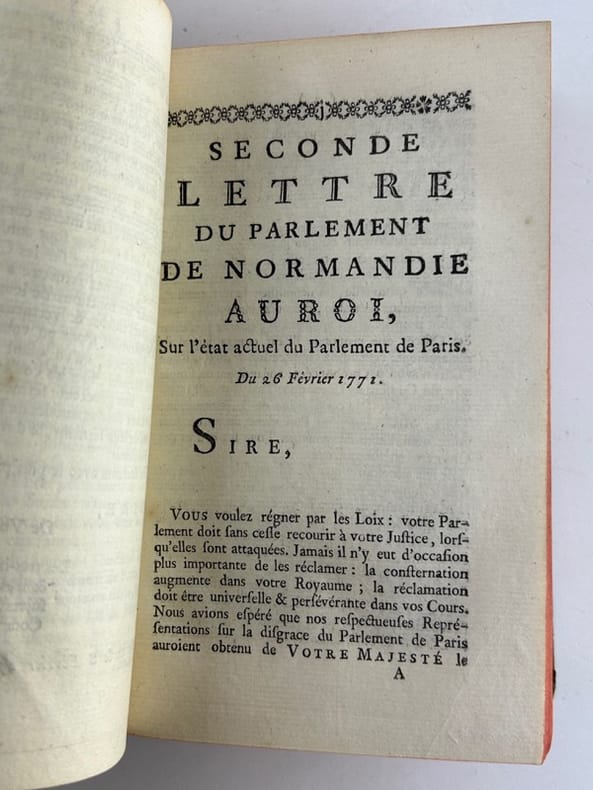 SECONDE
LETTRE
DU PARLEMENT
DE NORMANDIE
AU ROI,
Sur l'état actuel du Parlement de Paris.
Du 26 Février 1771.
SIRE,
VOUS voulez régner par les Loix : votre Par-
lement doit ſans ceſſe recourir à votre Juſtice, lorſ-
qu'elles ſont attaquées. Jamais il n'y eut d'occaſion
plus importante de les réclamer : la conſternation
augmente dans votre Royaume ; la réclamation
doit être univerſelle & perſévérante dans vos Cours.
Nous avions eſpéré que nos reſpectueuſes Repré-
ſentations ſur la diſgrace du Parlement de Paris
auroient obtenu de VOTRE MAJESTÉ le
A